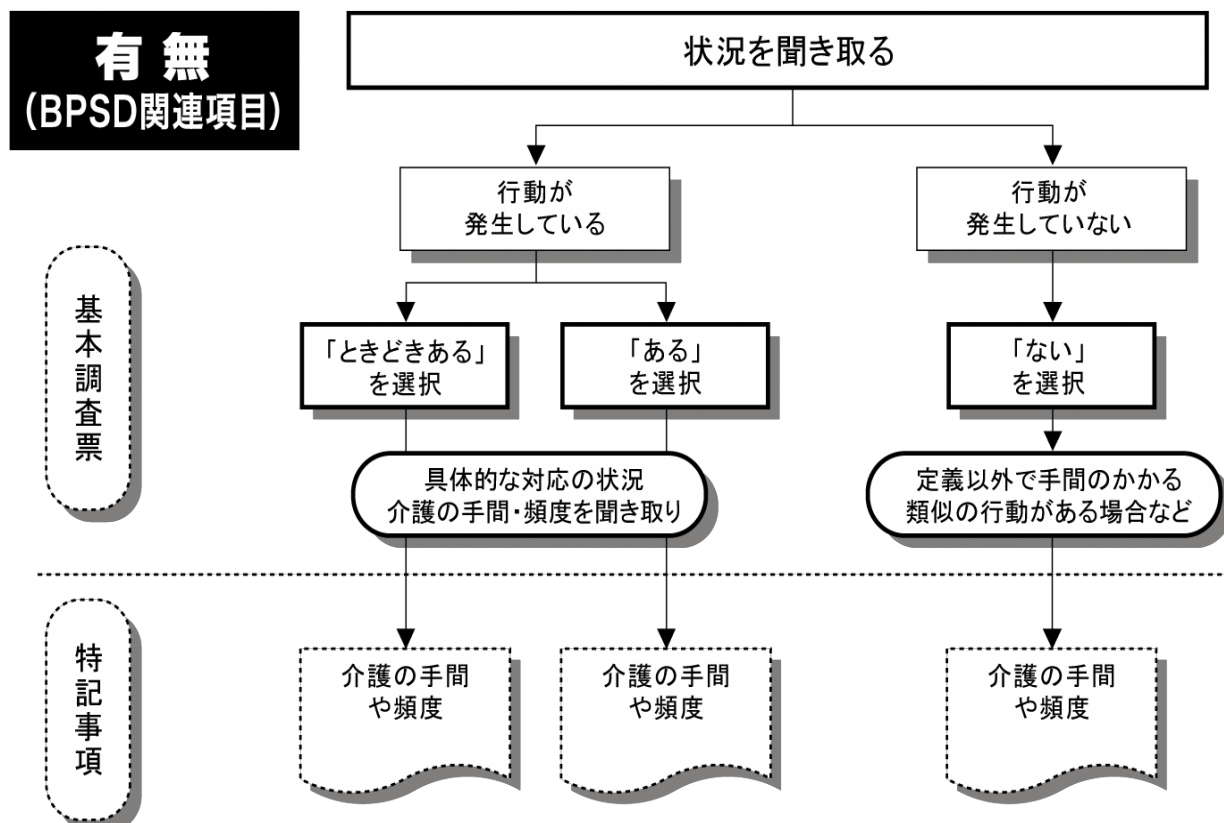 有無
(BPSD関連項目)
状況を聞き取る
行動が
発生している
行動が
発生していない
基本調査票
「ときどきある」
を選択
「ある」
を選択
「ない」
を選択
具体的な対応の状況
介護の手間・頻度を聞き取り
定義以外で手間のかかる
類似の行動がある場合など
特記事項
介護の手間
や頻度
介護の手間
や頻度
介護の手間
や頻度